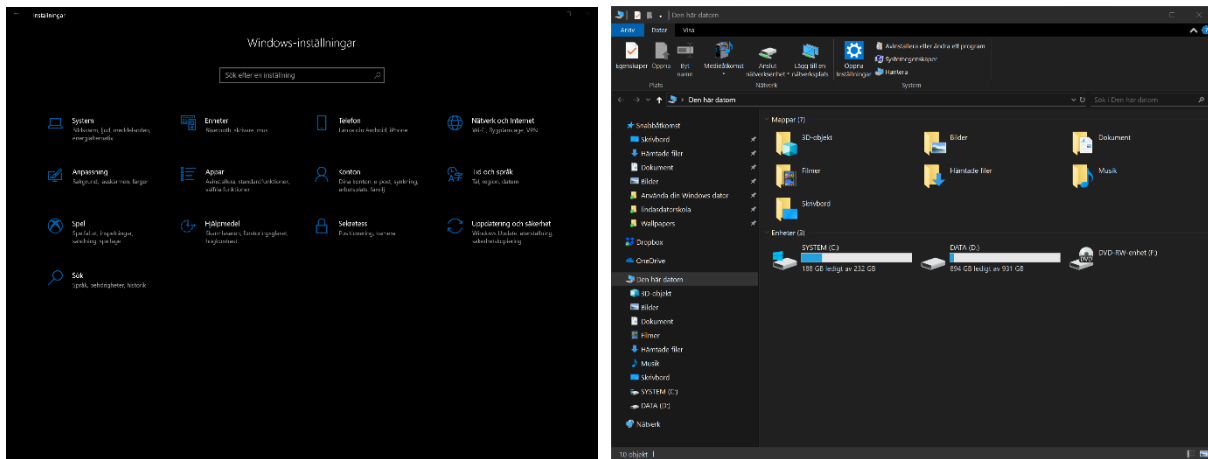 Inställningar
Windows-inställningar
Sök efter en inställning
System
Bildskärm, ljud, meddelanden,
energialternativ
Enheter
Bluetooth, skrivare, mus
Telefon
Länka din Android, iPhone
Nätverk och Internet
Wi-Fi, flygplansläge, VPN
Anpassning
Bakgrund, låsskärmen, färger
Appar
Avinstallera, standardfunktioner,
valfria funktioner
Konton
Dina konton, e-post, synkning,
arbetsplats, familj
Tid och språk
Tal, region, datum
Spel
sändning, spelläge
Hjälpmedel
Skärmläsaren, förstoringsglaset,
hög kontrast
Sekretess
Positionering, kamera
Uppdatering och säkerhet
Windows Update, återställning,
säkerhetskopiering
Sök
Språk, behörigheter, historik
Den här datorn
Arkiv Dator Visa
Egenskaper Öppna Byt namn
Medieåtkomst Anslut nätverksenhet Lägg till en nätverksplats
Öppna Inställningar
Avinstallera eller ändra ett program
Systemegenskaper
Hantera
Plats Nätverk System
Den här datorn
Sök i Den här datorn
Snabbåtkomst
Skrivbord
Hämtade filer
Dokument
Bilder
Använda din Windows dator
lindasdatorskola
Wallpapers
Dropbox
OneDrive
Den här datorn
3D-objekt
Bilder
Dokument
Filmer
Hämtade filer
Musik
Skrivbord
SYSTEM (C:)
DATA (D:)
Nätverk
Mappar (7)
3D-objekt
Bilder
Dokument
Filmer
Hämtade filer
Musik
Skrivbord
Enheter (3)
SYSTEM (C:)
188 GB ledigt av 232 GB
DATA (D:)
894 GB ledigt av 931 GB
DVD-RW-enhet (F:)
DVD
10 objekt